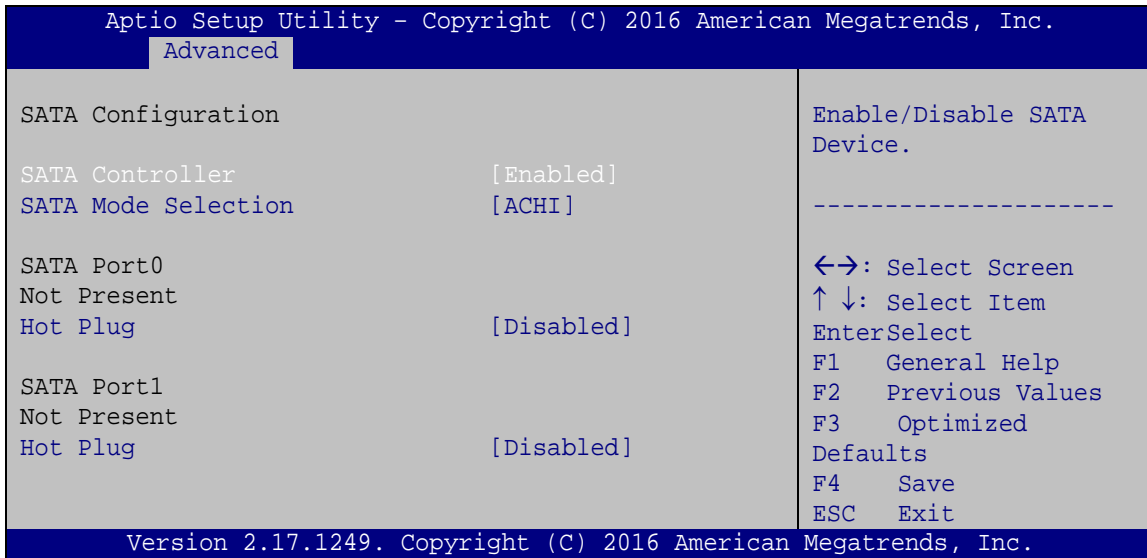 Aptio Setup Utility – Copyright (C) 2016 American Megatrends, Inc.
Advanced
SATA Configuration
SATA Controller [Enabled]
SATA Mode Selection [ACHI]
SATA Port0
Not Present
Hot Plug [Disabled]
SATA Port1
Not Present
Hot Plug [Disabled]
Enable/Disable SATA
Device.
---------------------
←→: Select Screen
↑ ↓: Select Item
EnterSelect
F1 General Help
F2 Previous Values
F3 Optimized
Defaults
F4 Save
ESC Exit
Version 2.17.1249. Copyright (C) 2016 American Megatrends, Inc.